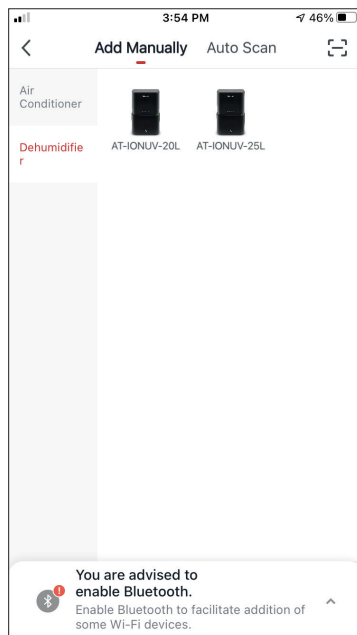 3:54 PM
46%
Add Manually
Auto Scan
Air
Conditioner
Dehumidifie
r
AT-IONUV-20L
AT-IONUV-25L
You are advised to
enable Bluetooth.
Enable Bluetooth to facilitate addition of
some Wi-Fi devices.